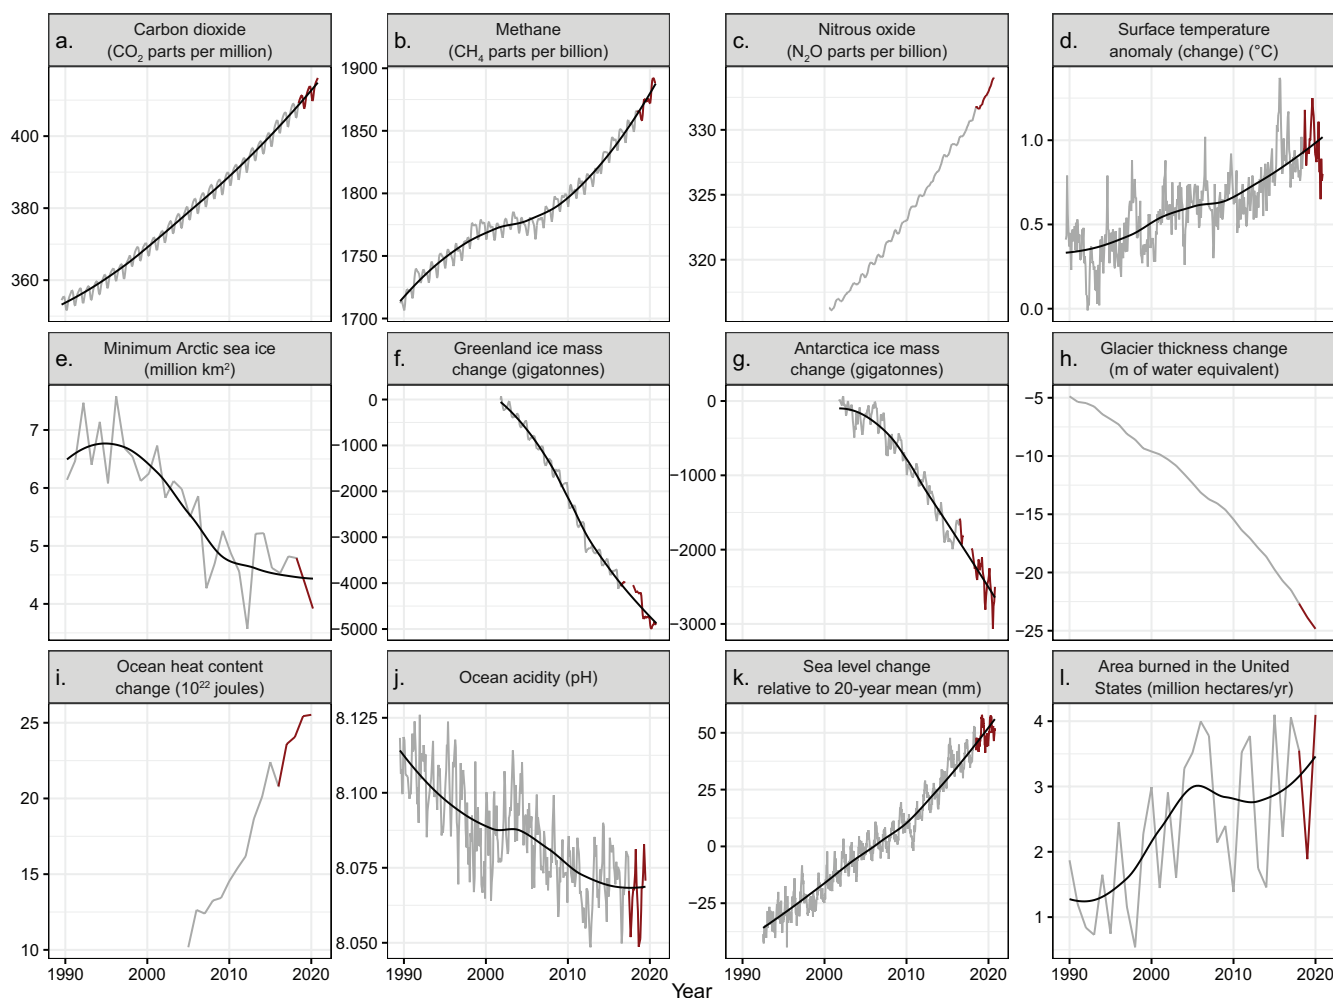 a. Carbon dioxide
(CO₂ parts per million)
b. Methane
(CH₄ parts per billion)
c. Nitrous oxide
(N₂O parts per billion)
d. Surface temperature
anomaly (change) (°C)
400
380
360
1900
1850
1800
1750
1700
330
325
320
1.0
0.5
0.0
e. Minimum Arctic sea ice
(million km²)
f. Greenland ice mass
change (gigatonnes)
g. Antarctica ice mass
change (gigatonnes)
h. Glacier thickness change
(m of water equivalent)
7
6
5
4
0
−1000
−2000
−3000
−4000
−5000
0
−1000
−2000
−3000
−5
−10
−15
−20
−25
i. Ocean heat content
change (10²² joules)
j. Ocean acidity (pH)
k. Sea level change
relative to 20-year mean (mm)
l. Area burned in the United
States (million hectares/yr)
25
20
15
10
8.125
8.100
8.075
8.050
50
25
0
−25
4
3
2
1
1990 2000 2010 2020
1990 2000 2010 2020
1990 2000 2010 2020
1990 2000 2010 2020
Year